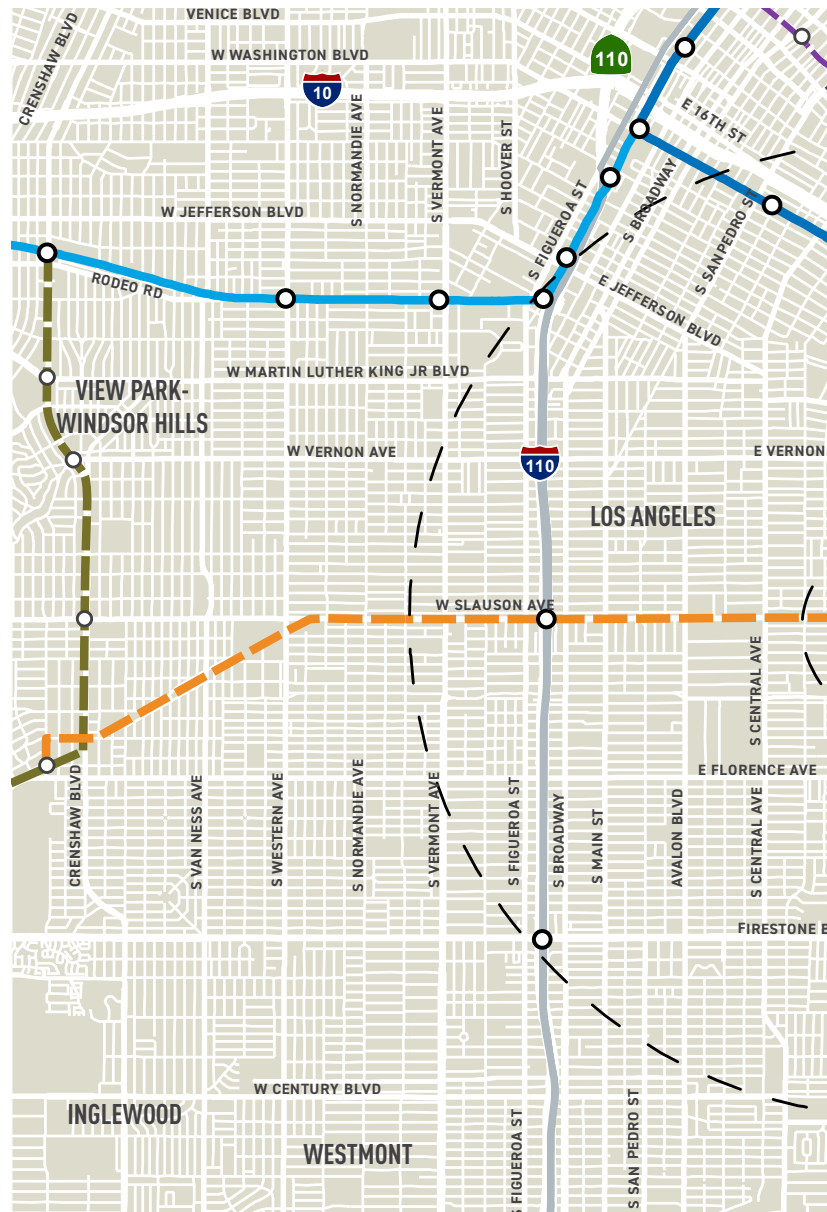 VENICE BLVD
CRENSHAW BLVD
W WASHINGTON BLVD
110
10
E 16TH ST
S NORMANDIE AVE
S VERMONT AVE
S HOOVER ST
S FIGUEROA ST
S BROADWAY
S SAN PEDRO ST
W JEFFERSON BLVD
RODEO RD
E JEFFERSON BLVD
W MARTIN LUTHER KING JR BLVD
VIEW PARK-
WINDSOR HILLS
W VERNON AVE
E VERNON
110
LOS ANGELES
W SLAUSON AVE
S CENTRAL AVE
E FLORENCE AVE
CRENSHAW BLVD
S VAN NESS AVE
S WESTERN AVE
S NORMANDIE AVE
S VERMONT AVE
S FIGUEROA ST
S BROADWAY
S MAIN ST
AVALON BLVD
S CENTRAL AVE
FIRESTONE B
W CENTURY BLVD
INGLEWOOD
WESTMONT
S FIGUEROA ST
S SAN PEDRO ST